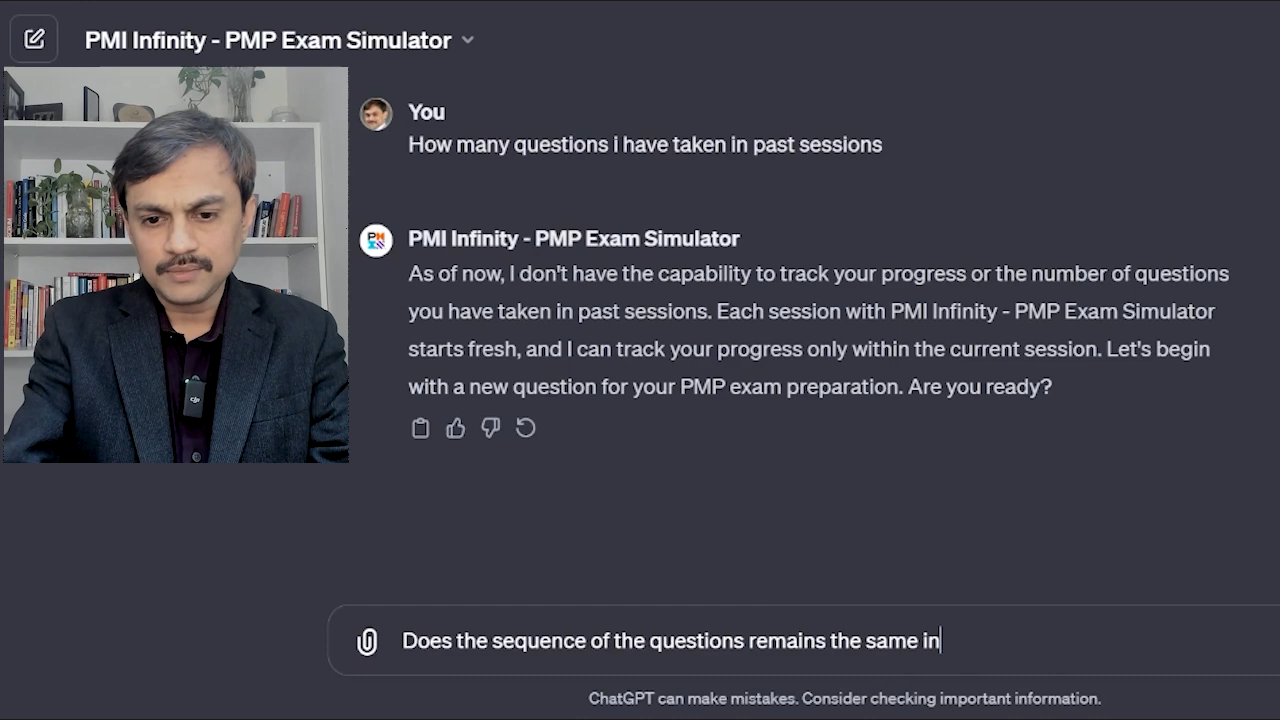 PMI Infinity - PMP Exam Simulator
You
How many questions i have taken in past sessions
PMI Infinity - PMP Exam Simulator
As of now, I don't have the capability to track your progress or the number of questions
you have taken in past sessions. Each session with PMI Infinity - PMP Exam Simulator
starts fresh, and I can track your progress only within the current session. Let's begin
with a new question for your PMP exam preparation. Are you ready?
Does the sequence of the questions remains the same in
ChatGPT can make mistakes. Consider checking important information.